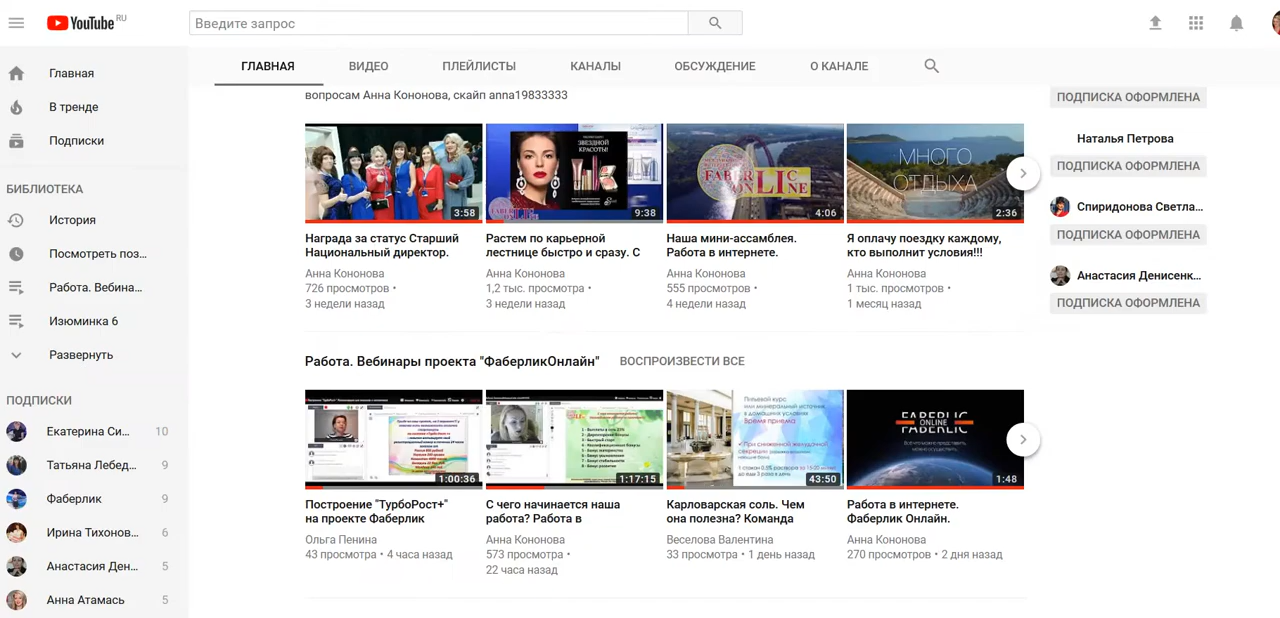 YouTube RU
Введите запрос
Главная
В тренде
Подписки
БИБЛИОТЕКА
История
Посмотреть поз...
Работа. Вебина...
Изюминка 6
Развернуть
ПОДПИСКИ
Екатерина Си... 10
Татьяна Лебед... 9
Фаберлик 9
Ирина Тихонов... 6
Анастасия Ден... 5
Анна Атамась 5
ГЛАВНАЯ ВИДЕО ПЛЕЙЛИСТЫ КАНАЛЫ ОБСУЖДЕНИЕ О КАНАЛЕ
вопросам Анна Кононова, скайп anna19833333
3:58
Награда за статус Старший
Национальный директор.
Анна Кононова
726 просмотров •
3 недели назад
ЗВЕЗДНОЙ
КРАСОТЫ!
9:38
Растем по карьерной
лестнице быстро и сразу. С
Анна Кононова
1,2 тыс. просмотра •
3 недели назад
FABERLIC
ONLINE
4:06
Наша мини-ассамблея.
Работа в интернете.
Анна Кононова
555 просмотров •
4 недели назад
МНОГО
ОТДЫХА
2:36
Я оплачу поездку каждому,
кто выполнит условия!!!
Анна Кононова
1 тыс. просмотров •
1 месяц назад
Работа. Вебинары проекта "ФаберликОнлайн" ВОСПРОИЗВЕСТИ ВСЕ
1:00:36
Построение "ТурбоРост+"
на проекте Фаберлик
Ольга Пенина
43 просмотра • 4 часа назад
1:17:15
С чего начинается наша
работа? Работа в
Анна Кононова
573 просмотра •
22 часа назад
Время приема
43:50
Карловарская соль. Чем
она полезна? Команда
Веселова Валентина
33 просмотра • 1 день назад
FABERLIC
ONLINE
FABERLIC
1:48
Работа в интернете.
Фаберлик Онлайн.
Анна Кононова
270 просмотров • 2 дня назад
ПОДПИСКА ОФОРМЛЕНА
Наталья Петрова
ПОДПИСКА ОФОРМЛЕНА
Спиридонова Светла...
ПОДПИСКА ОФОРМЛЕНА
Анастасия Денисенк...
ПОДПИСКА ОФОРМЛЕНА